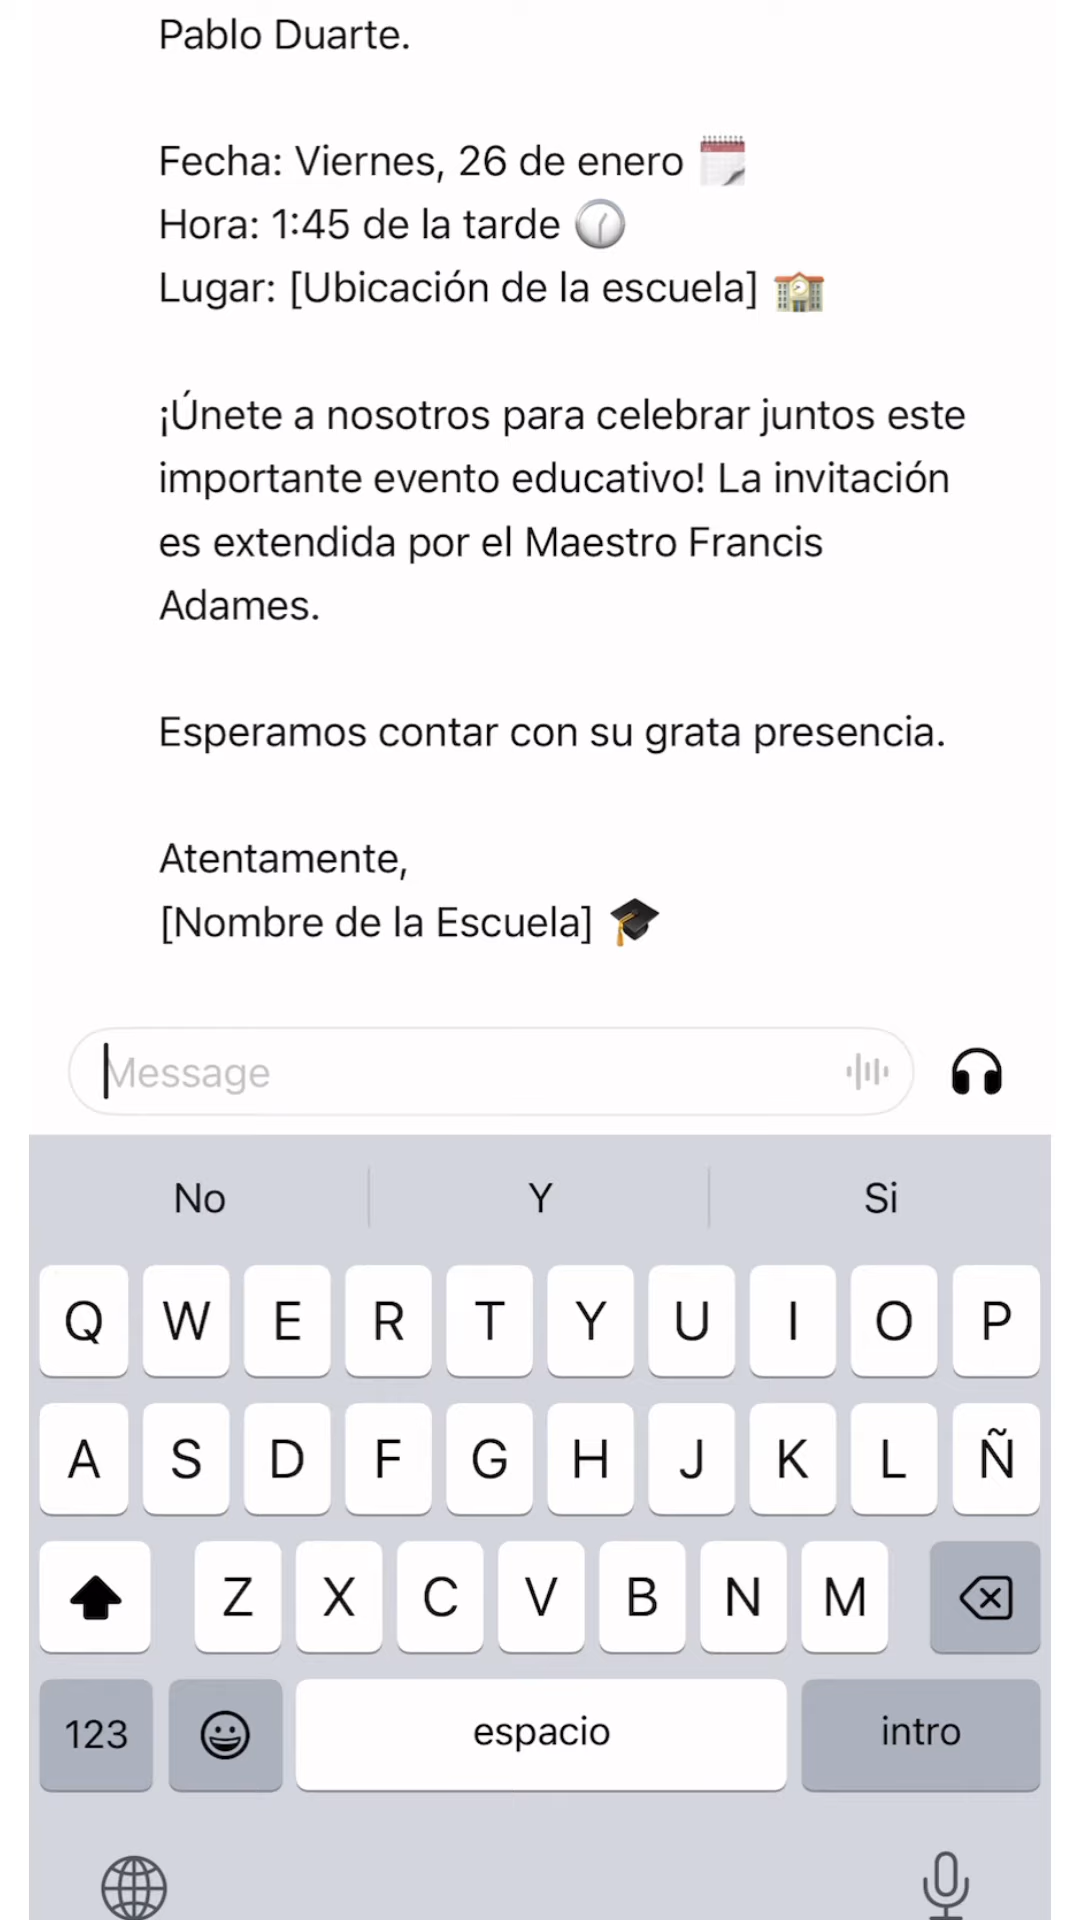 Pablo Duarte.
Fecha: Viernes, 26 de enero 🗓️
Hora: 1:45 de la tarde 🕜
Lugar: [Ubicación de la escuela] 🏫
¡Únete a nosotros para celebrar juntos este
importante evento educativo! La invitación
es extendida por el Maestro Francis
Adames.
Esperamos contar con su grata presencia.
Atentamente,
[Nombre de la Escuela] 🎓
Message
No Y Si
Q W E R T Y U I O P
A S D F G H J K L Ñ
Z X C V B N M
123 espacio intro